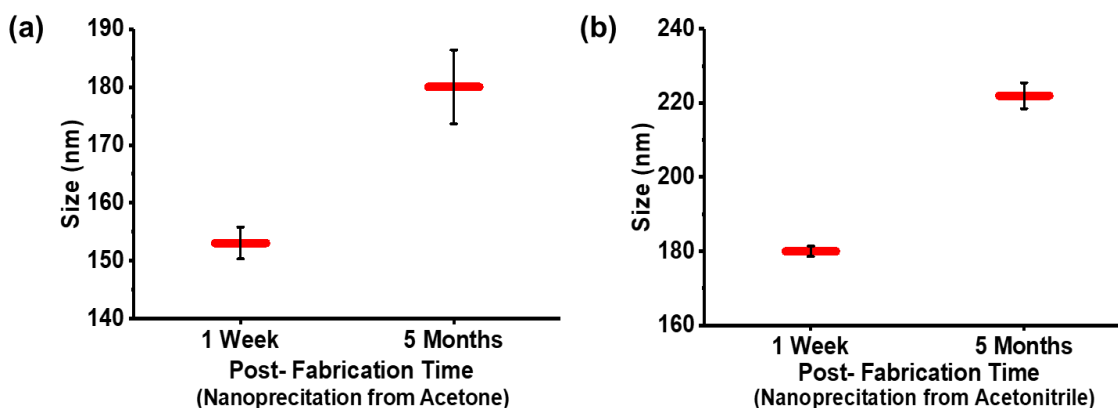 (a)
Size (nm)
190
180
170
160
150
140
1 Week
5 Months
Post- Fabrication Time
(Nanoprecitation from Acetone)
(b)
Size (nm)
240
220
200
180
160
1 Week
5 Months
Post- Fabrication Time
(Nanoprecitation from Acetonitrile)